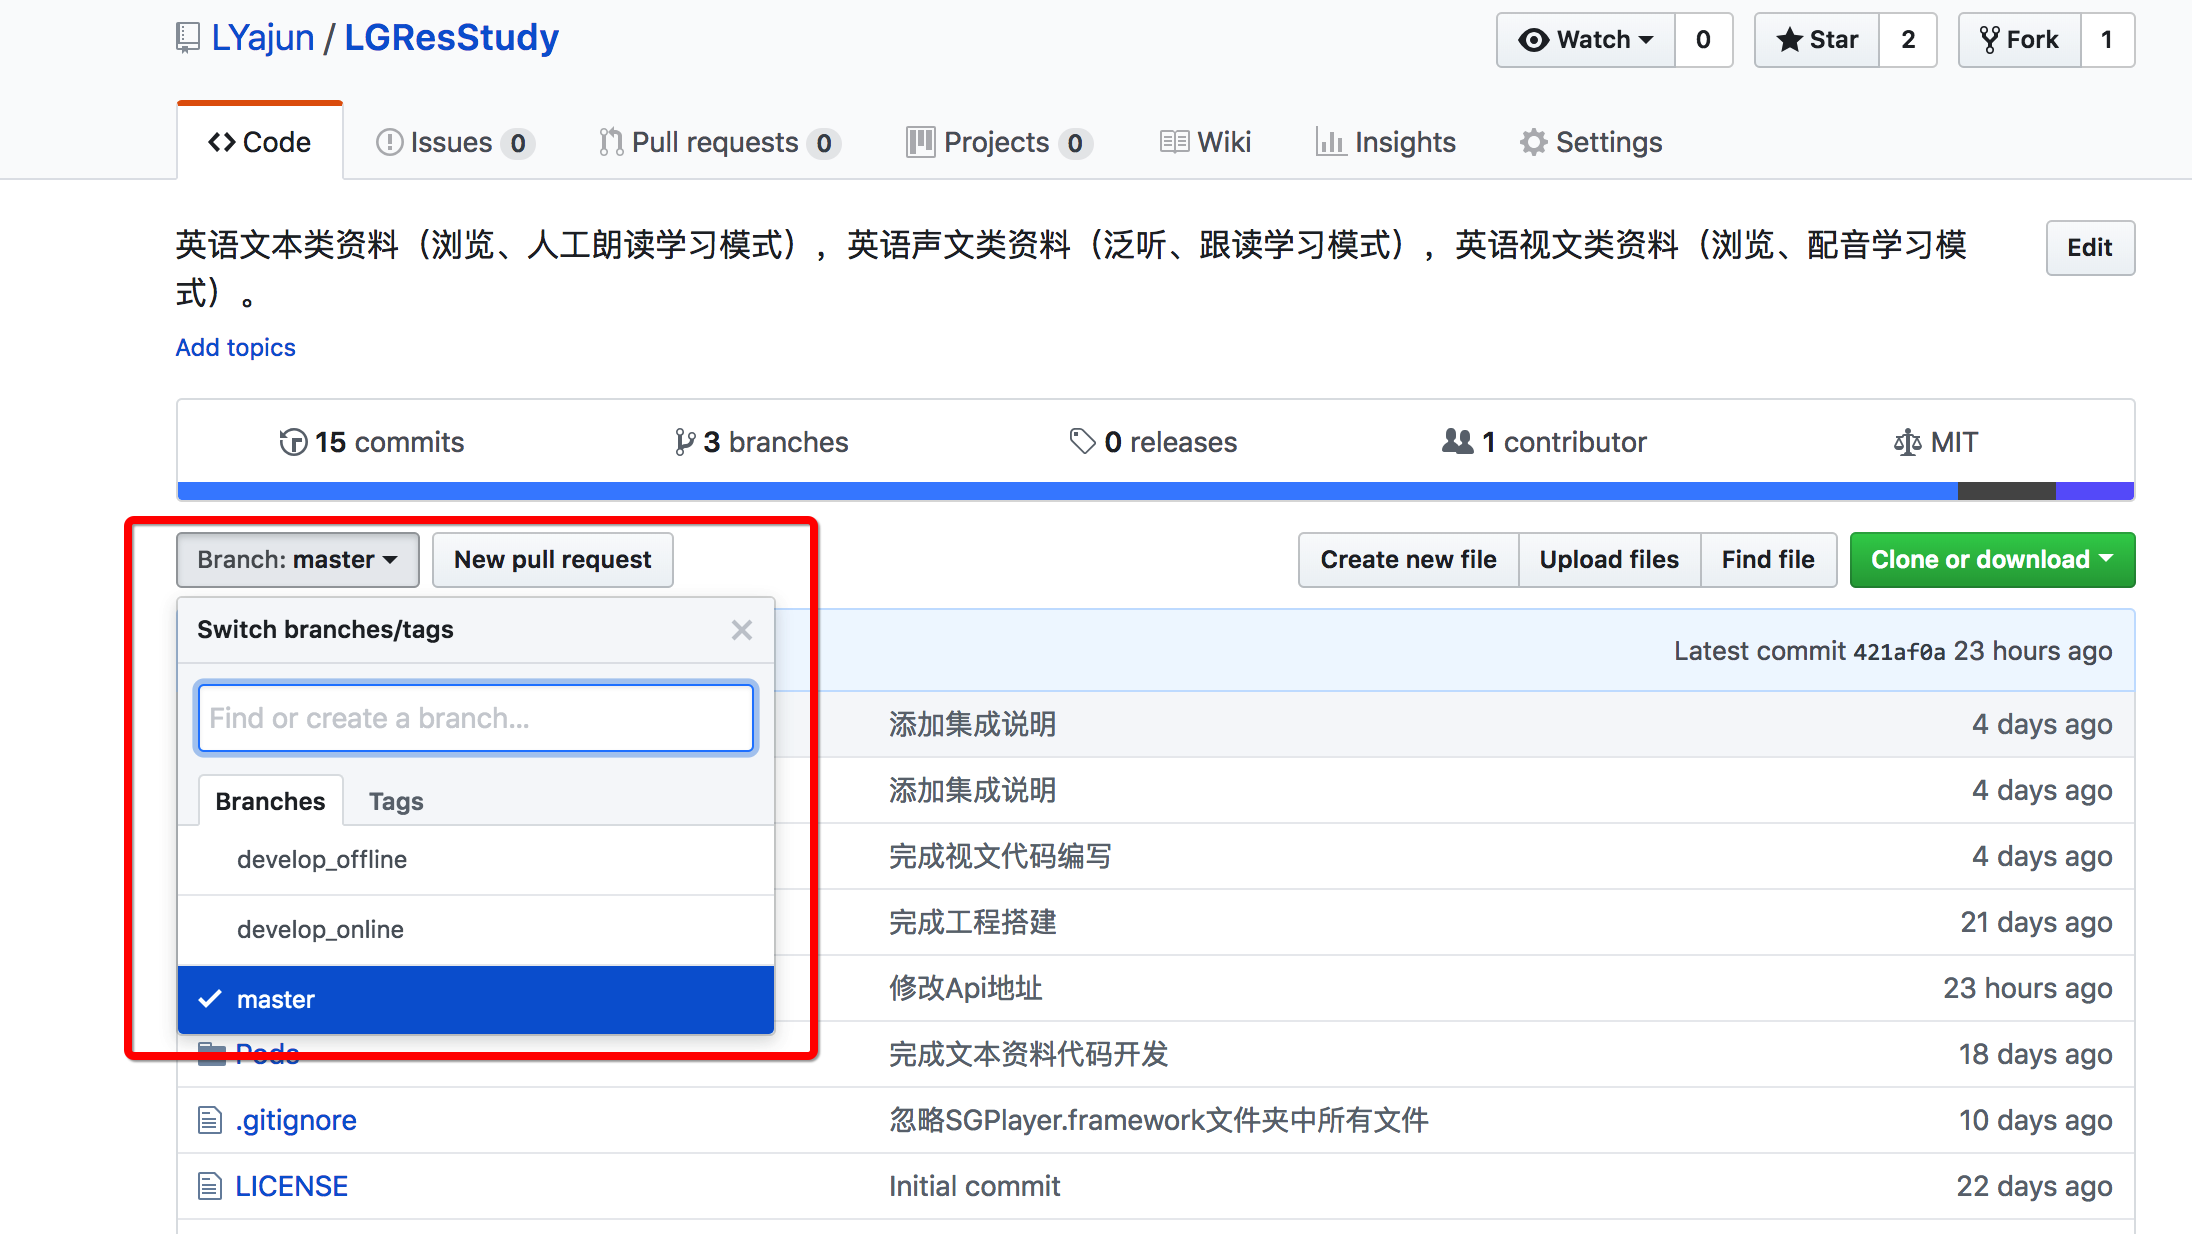 LYajun / LGResStudy
Watch 0 Star 2 Fork 1
Code Issues 0 Pull requests 0 Projects 0 Wiki Insights Settings
英语文本类资料（浏览、人工朗读学习模式），英语声文类资料（泛听、跟读学习模式），英语视文类资料（浏览、配音学习模
式）。
Edit
Add topics
15 commits 3 branches 0 releases 1 contributor MIT
Branch: master New pull request Create new file Upload files Find file Clone or download
Switch branches/tags
Latest commit 421af0a 23 hours ago
Find or create a branch...
添加集成说明 4 days ago
Branches Tags
添加集成说明 4 days ago
develop_offline
完成视文代码编写 4 days ago
develop_online
完成工程搭建 21 days ago
master
修改Api地址 23 hours ago
Pods 完成文本资料代码开发 18 days ago
.gitignore 忽略SGPlayer.framework文件夹中所有文件 10 days ago
LICENSE Initial commit 22 days ago